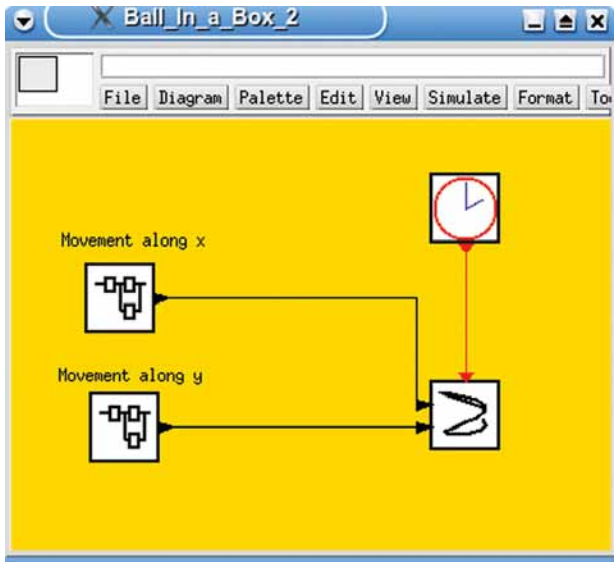 Ball_In_a_Box_2
File Diagram Palette Edit View Simulate Format
Movement along x
Movement along y